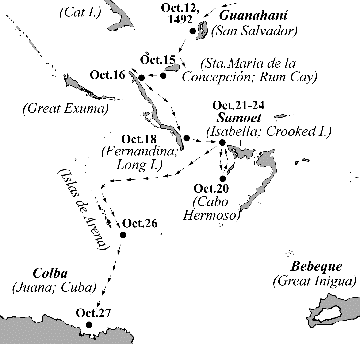 (Cat I.)
Oct.12,
1492
Guanahaní
(San Salvador)
Oct.15
(Sta.Maria de la
Concepción; Rum Cay)
Oct.16
(Great Exuma)
Oct.18
(Fernandina;
Long I.)
Oct.21-24
Samoet
(Isabella; Crooked I.)
Oct.20
(Cabo
Hermoso)
(Islas de Arena)
Oct.26
Colba
(Juana; Cuba)
Oct.27
Bebeque
(Great Inigua)